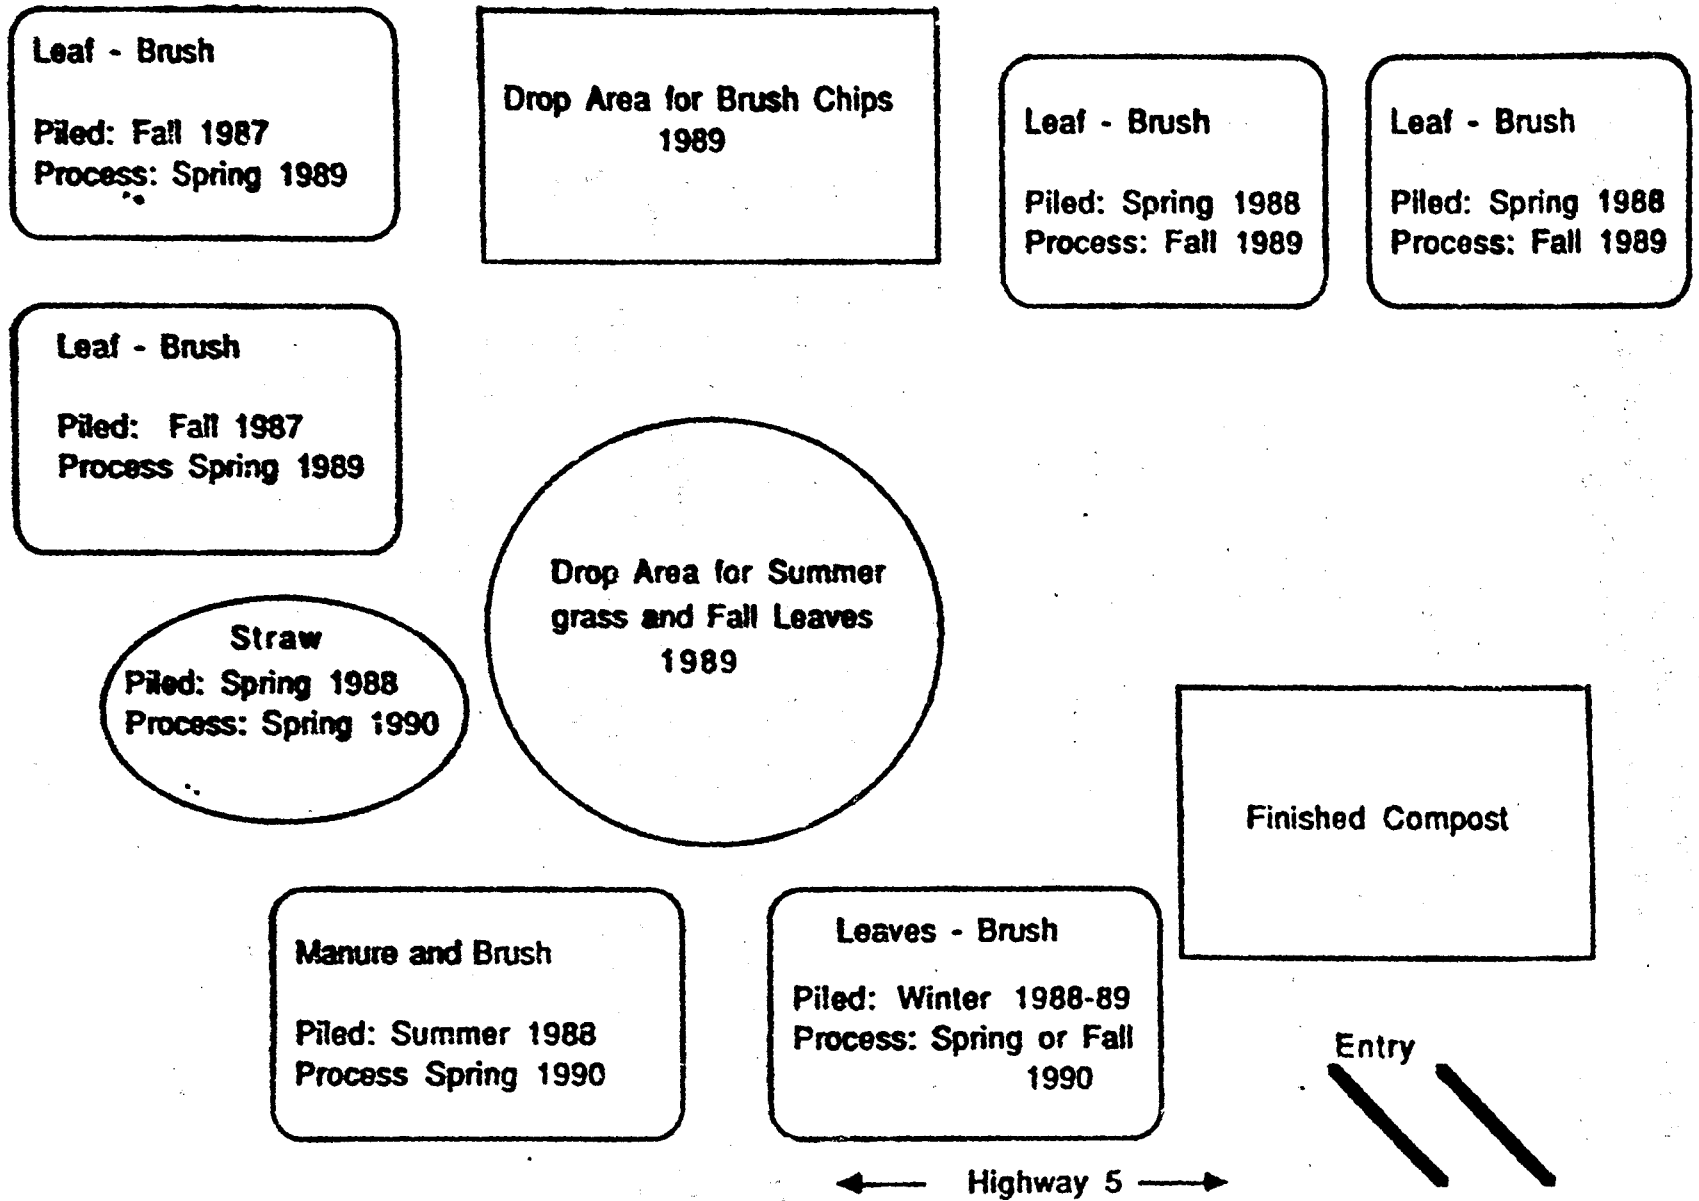 Leaf - Brush
Piled: Fall 1987
Process: Spring 1989
Drop Area for Brush Chips
1989
Leaf - Brush
Piled: Spring 1988
Process: Fall 1989
Leaf - Brush
Piled: Spring 1988
Process: Fall 1989
Leaf - Brush
Piled: Fall 1987
Process Spring 1989
Drop Area for Summer
grass and Fall Leaves
1989
Straw
Piled: Spring 1988
Process: Spring 1990
Finished Compost
Manure and Brush
Piled: Summer 1988
Process Spring 1990
Leaves - Brush
Piled: Winter 1988-89
Process: Spring or Fall
1990
Entry
Highway 5